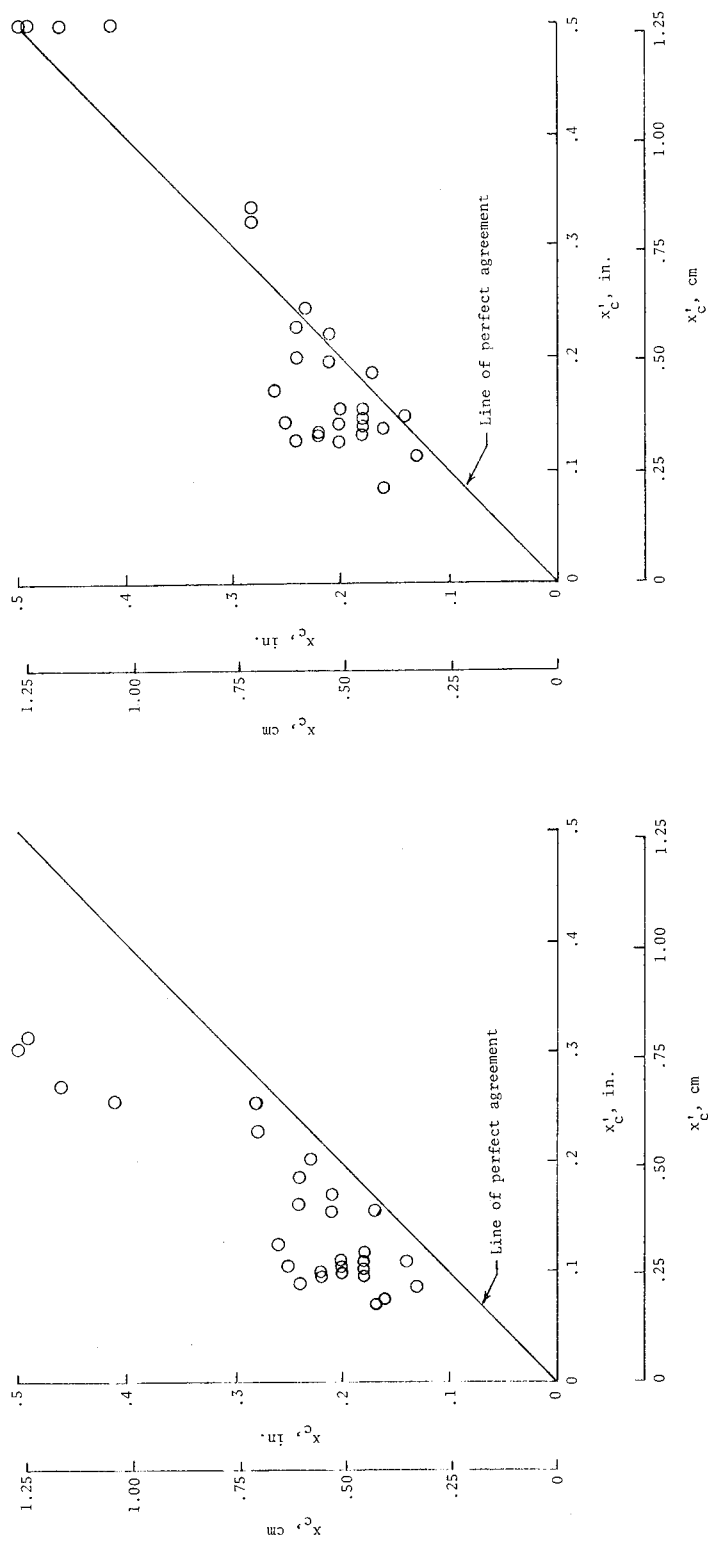 x_c, cm
1.25
1.00
.75
.50
.25
0
x_c, in.
.5
.4
.3
.2
.1
Line of perfect agreement
0 .1 .2 .3 .4 .5
x'_c, in.
0 .25 .50 .75 1.00 1.25
x'_c, cm
x_c, cm
1.25
1.00
.75
.50
.25
0
x_c, in.
.5
.4
.3
.2
.1
Line of perfect agreement
0 .1 .2 .3 .4 .5
x'_c, in.
0 .25 .50 .75 1.00 1.25
x'_c, cm